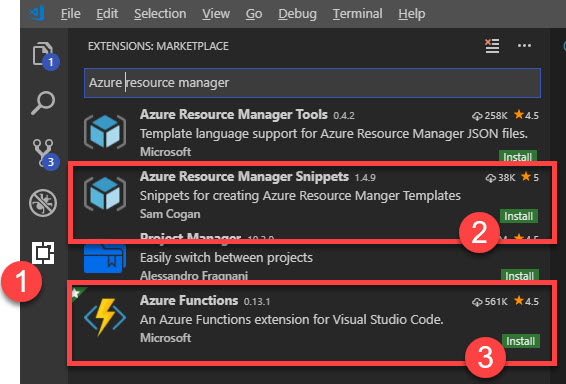 File Edit Selection View Go Debug Terminal Help
EXTENSIONS: MARKETPLACE
1
Azure resource manager
Azure Resource Manager Tools 0.4.2 258K 4.5
Template language support for Azure Resource Manager JSON files.
Microsoft Install
3
Azure Resource Manager Snippets 1.4.9 38K 5
Snippets for creating Azure Resource Manger Templates
Sam Cogan Install
2
Project Manager 4.5
Easily switch between projects
Alessandro Fragnani Install
1
Azure Functions 0.13.1 561K 4.5
An Azure Functions extension for Visual Studio Code.
Microsoft Install
3